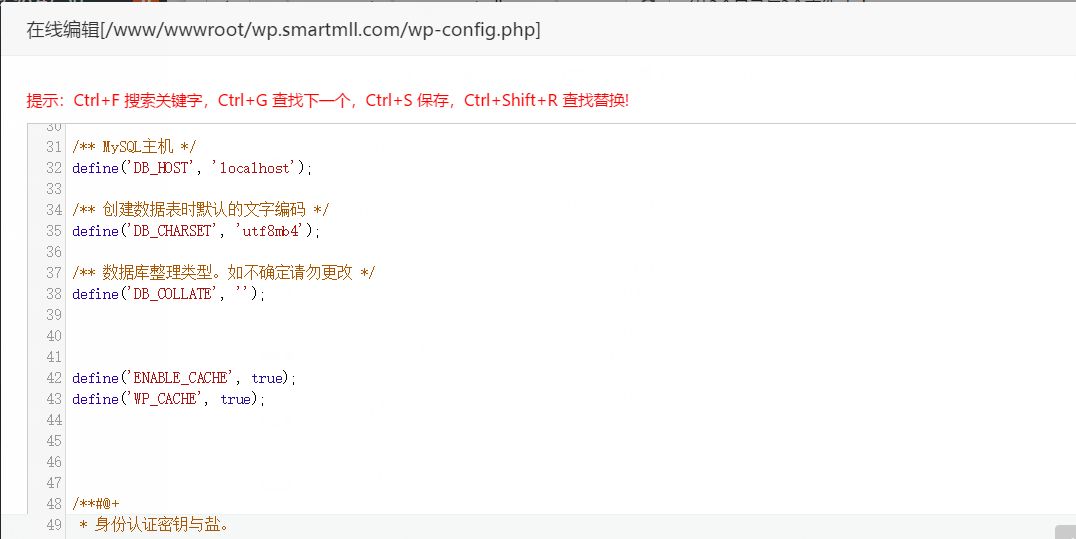 在线编辑[/www/wwwroot/wp.smartmll.com/wp-config.php]
提示：Ctrl+F 搜索关键字，Ctrl+G 查找下一个，Ctrl+S 保存，Ctrl+Shift+R 查找替换!
30
31 /** MySQL主机 */
32 define('DB_HOST', 'localhost');
33
34 /** 创建数据表时默认的文字编码 */
35 define('DB_CHARSET', 'utf8mb4');
36
37 /** 数据库整理类型。如不确定请勿更改 */
38 define('DB_COLLATE', '');
39
40
41
42 define('ENABLE_CACHE', true);
43 define('WP_CACHE', true);
44
45
46
47
48 /**#@+
49 * 身份认证密钥与盐。